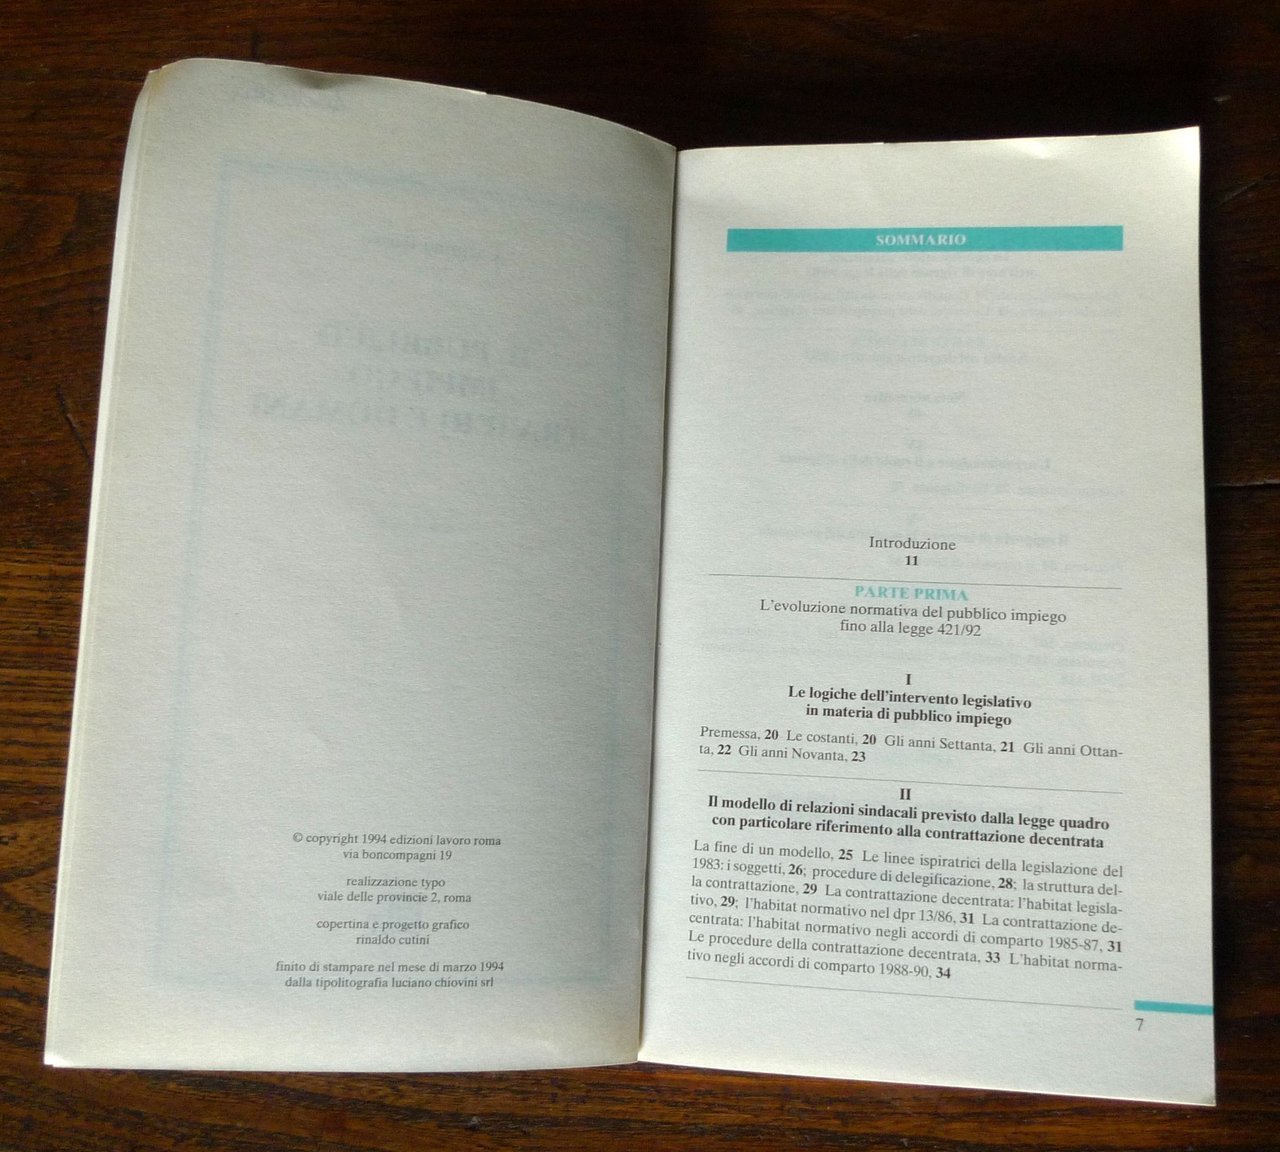 © copyright 1994 edizioni lavoro roma
via boncompagni 19
realizzazione typo
viale delle provincie 2, roma
copertina e progetto grafico
rinaldo cutini
finito di stampare nel mese di marzo 1994
dalla tipolitografia luciano chiovini srl
SOMMARIO
Introduzione
11
PARTE PRIMA
L'evoluzione normativa del pubblico impiego
fino alla legge 421/92
I
Le logiche dell'intervento legislativo
in materia di pubblico impiego
Premessa, 20 Le costanti, 20 Gli anni Settanta, 21 Gli anni Ottan-
ta, 22 Gli anni Novanta, 23
II
Il modello di relazioni sindacali previsto dalla legge quadro
con particolare riferimento alla contrattazione decentrata
La fine di un modello, 25 Le linee ispiratrici della legislazione del
1983: i soggetti, 26; procedure di delegificazione, 28; la struttura del-
la contrattazione, 29 La contrattazione decentrata: l'habitat legisla-
tivo, 29; l'habitat normativo nel dpr 13/86, 31 La contrattazione de-
centrata: l'habitat normativo negli accordi di comparto 1985-87, 31
Le procedure della contrattazione decentrata, 33 L'habitat norma-
tivo negli accordi di comparto 1988-90, 34
7